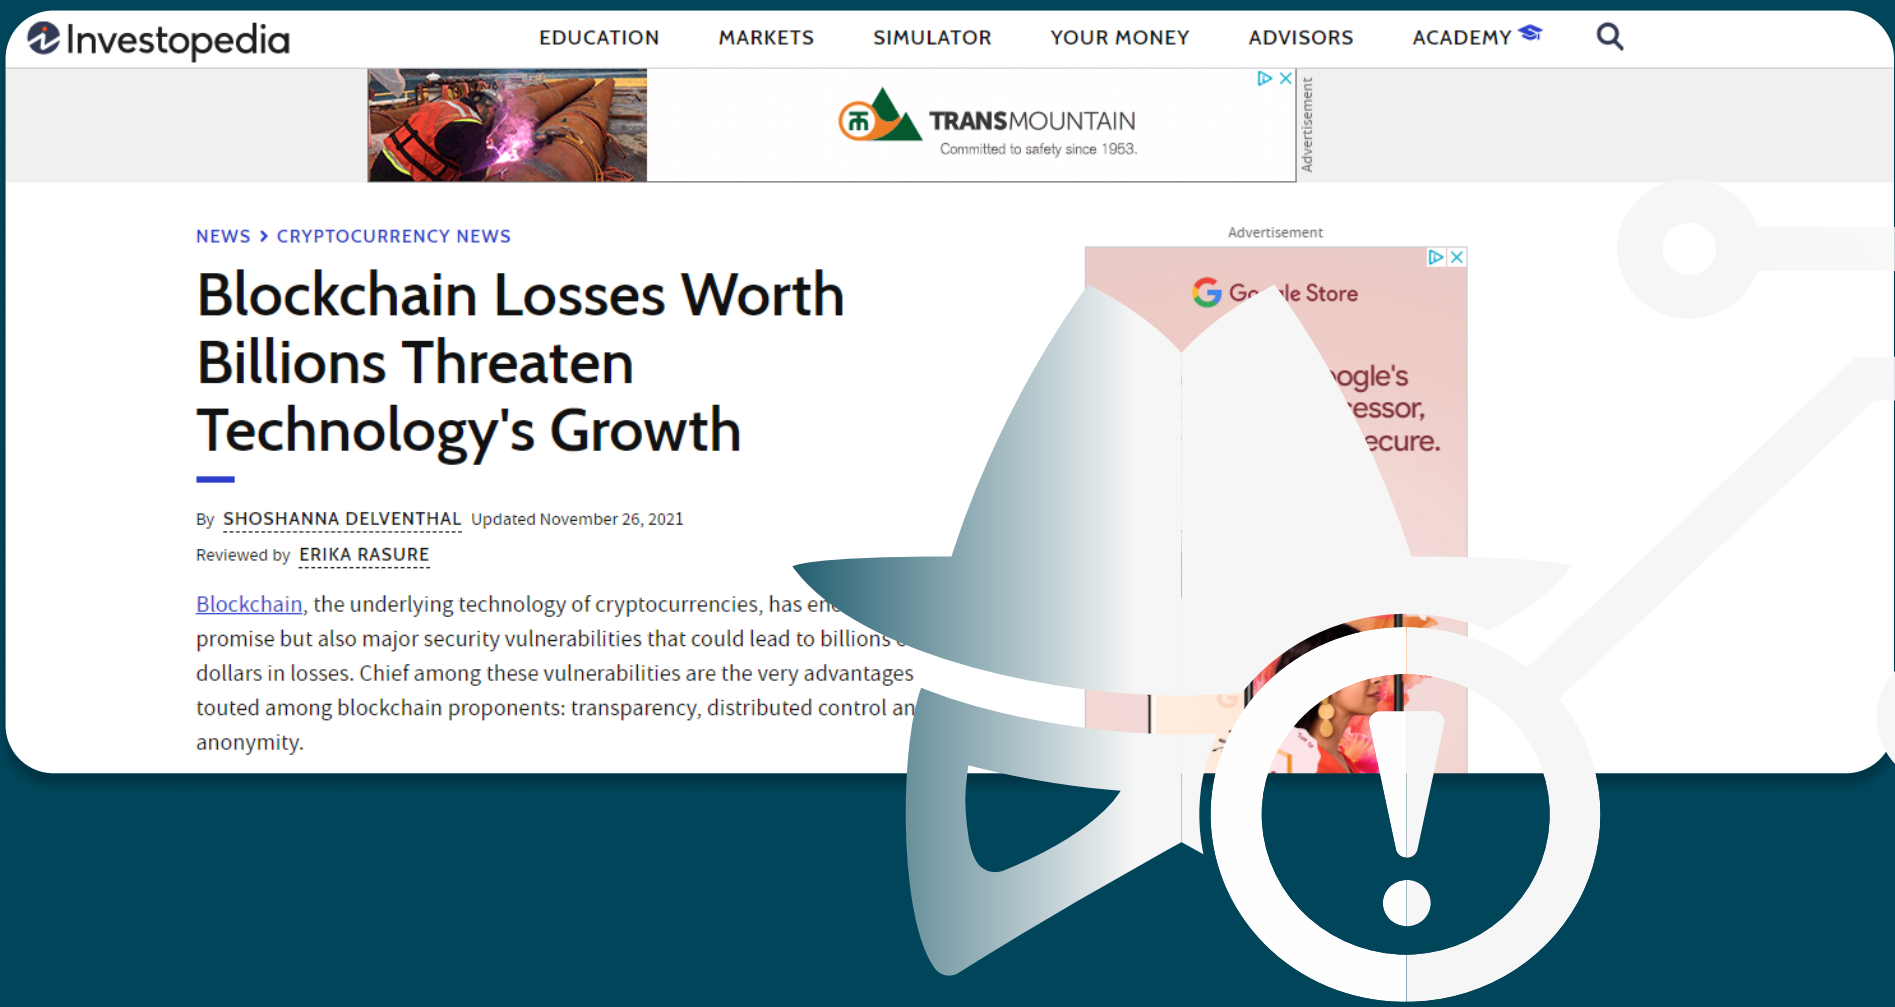 Investopedia
EDUCATION MARKETS SIMULATOR YOUR MONEY ADVISORS ACADEMY
TRANSMOUNTAIN
Committed to safety since 1953.
Advertisement
NEWS > CRYPTOCURRENCY NEWS
Blockchain Losses Worth
Billions Threaten
Technology's Growth
By SHOSHANNA DELVENTHAL Updated November 26, 2021
Reviewed by ERIKA RASURE
Blockchain, the underlying technology of cryptocurrencies, has
promise but also major security vulnerabilities that could lead to billions
dollars in losses. Chief among these vulnerabilities are the very advantages
touted among blockchain proponents: transparency, distributed control
anonymity.
Advertisement
Store